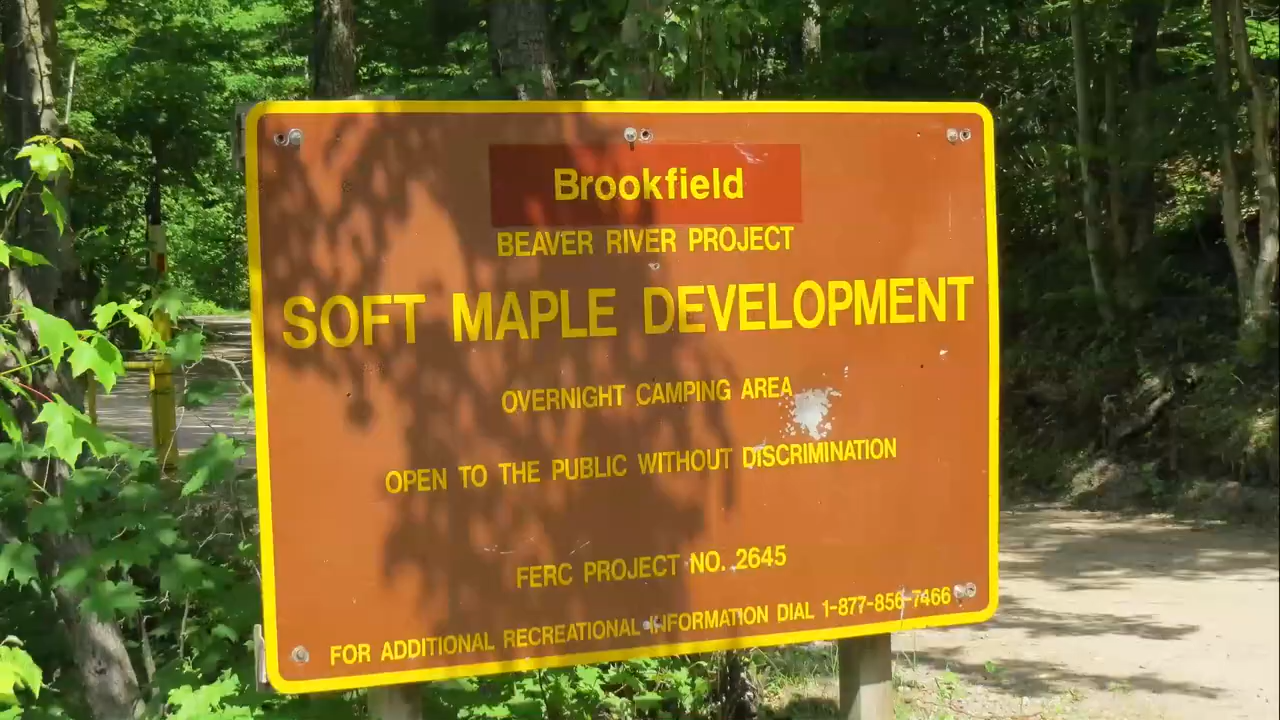 Brookfield
BEAVER RIVER PROJECT
SOFT MAPLE DEVELOPMENT
OVERNIGHT CAMPING AREA
OPEN TO THE PUBLIC WITHOUT DISCRIMINATION
FERC PROJECT NO. 2645
FOR ADDITIONAL RECREATIONAL INFORMATION DIAL 1-877-856-7466